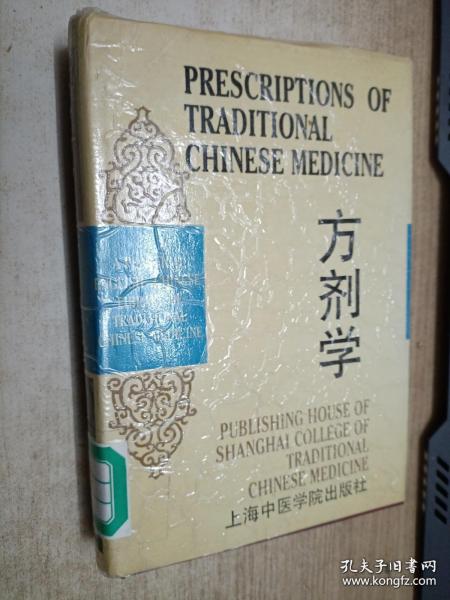 PRESCRIPTIONS OF
TRADITIONAL
CHINESE MEDICINE
方剂学
TRADITIONAL
CHINESE MEDICINE
PUBLISHING HOUSE OF
SHANGHAI COLLEGE OF
TRADITIONAL
CHINESE MEDICINE
上海中医学院出版社
孔夫子旧书网
www.kongfz.com